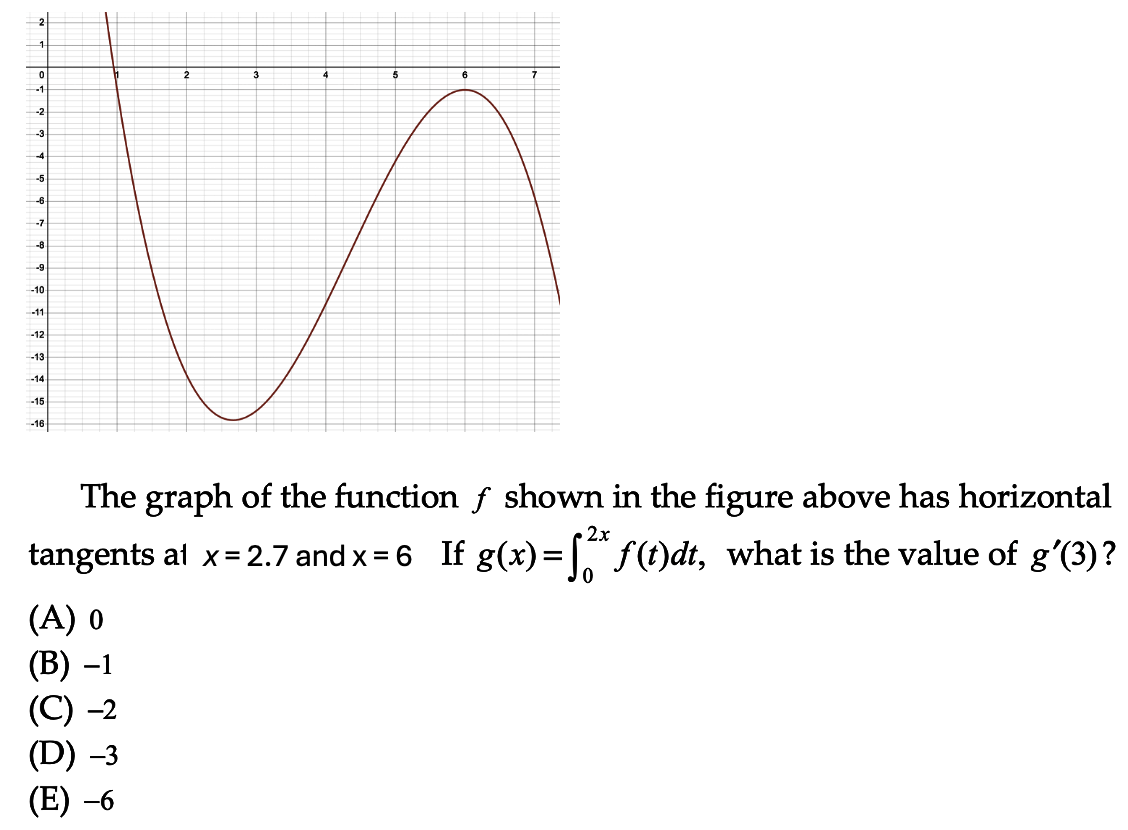 2
1
0 1 2 3 4 5 6 7
-1
-2
-3
-4
-5
-6
-7
-8
-9
-10
-11
-12
-13
-14
-15
-16
The graph of the function f shown in the figure above has horizontal
tangents at x = 2.7 and x = 6 If g(x) = ∫₀²ˣ f(t)dt, what is the value of g′(3)?
(A) 0
(B) –1
(C) –2
(D) –3
(E) –6